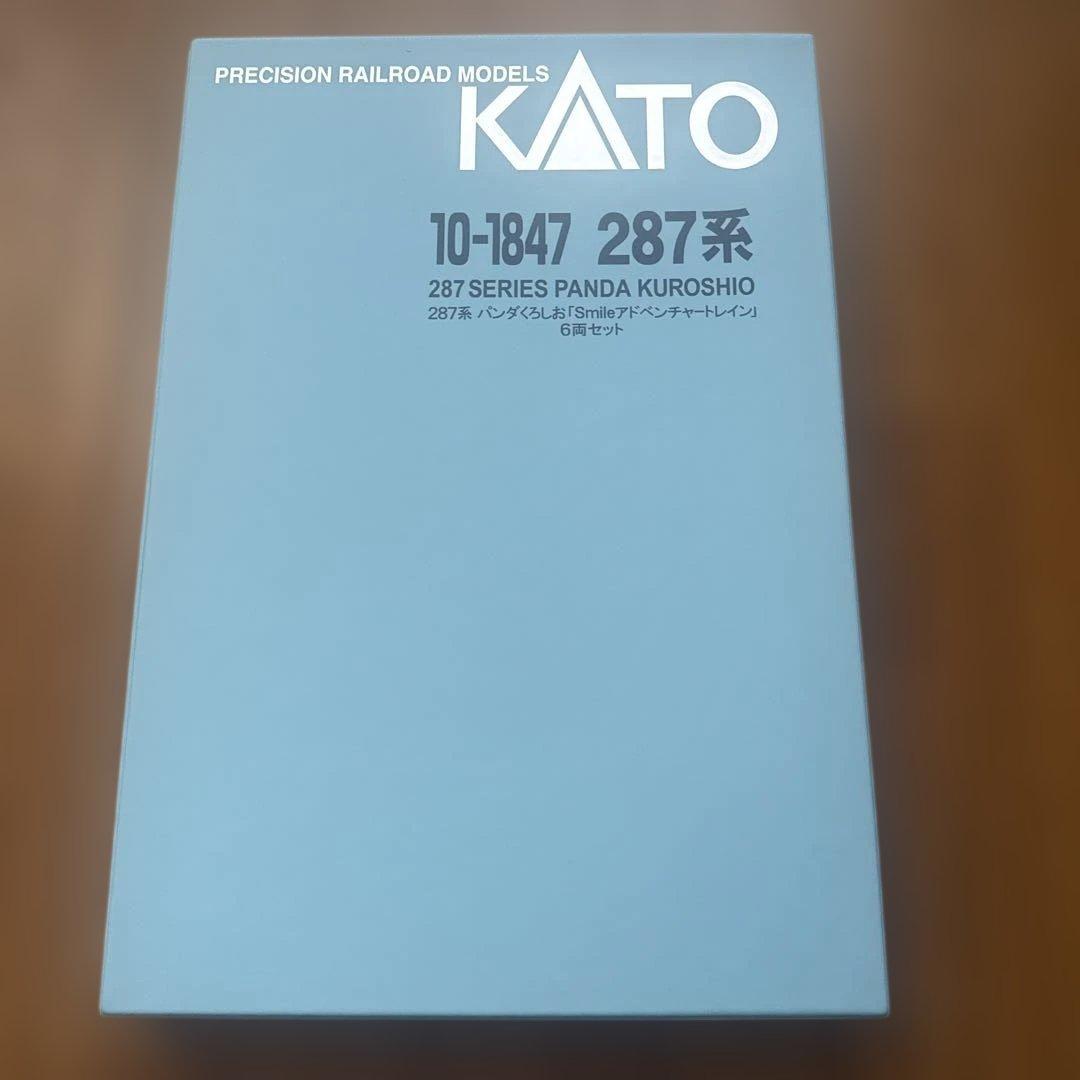 PRECISION RAILROAD MODELS
KATO
10-1847 287系
287 SERIES PANDA KUROSHIO
287系 パンダくろしお「Smileアドベンチャートレイン」
6両セット